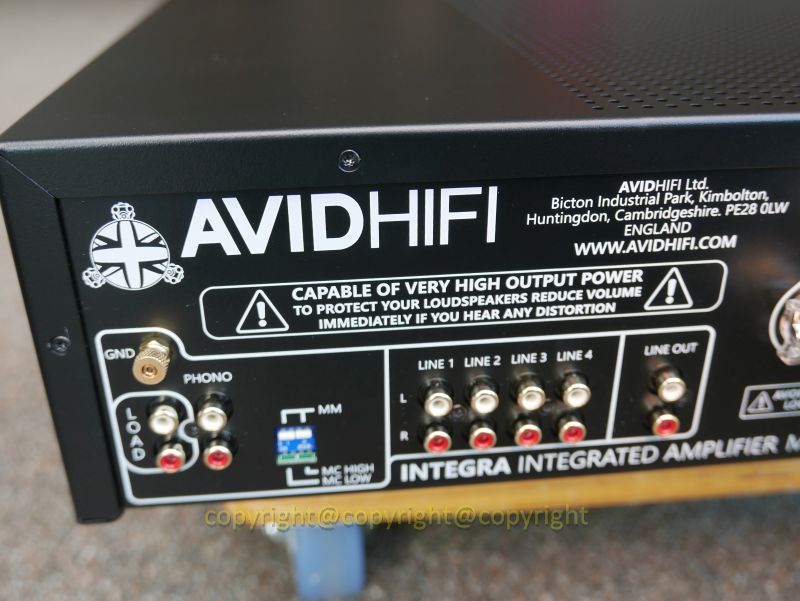 AVIDHIFI
AVIDHIFI Ltd.
Bicton Industrial Park, Kimbolton,
Huntingdon, Cambridgeshire. PE28 0LW
ENGLAND
WWW.AVIDHIFI.COM
CAPABLE OF VERY HIGH OUTPUT POWER
TO PROTECT YOUR LOUDSPEAKERS REDUCE VOLUME
IMMEDIATELY IF YOU HEAR ANY DISTORTION
GND
PHONO
LOAD
MM
MC HIGH
MC LOW
LINE 1 LINE 2 LINE 3 LINE 4
L
R
LINE OUT
INTEGRA INTEGRATED AMPLIFIER
copyright@copyright@copyright